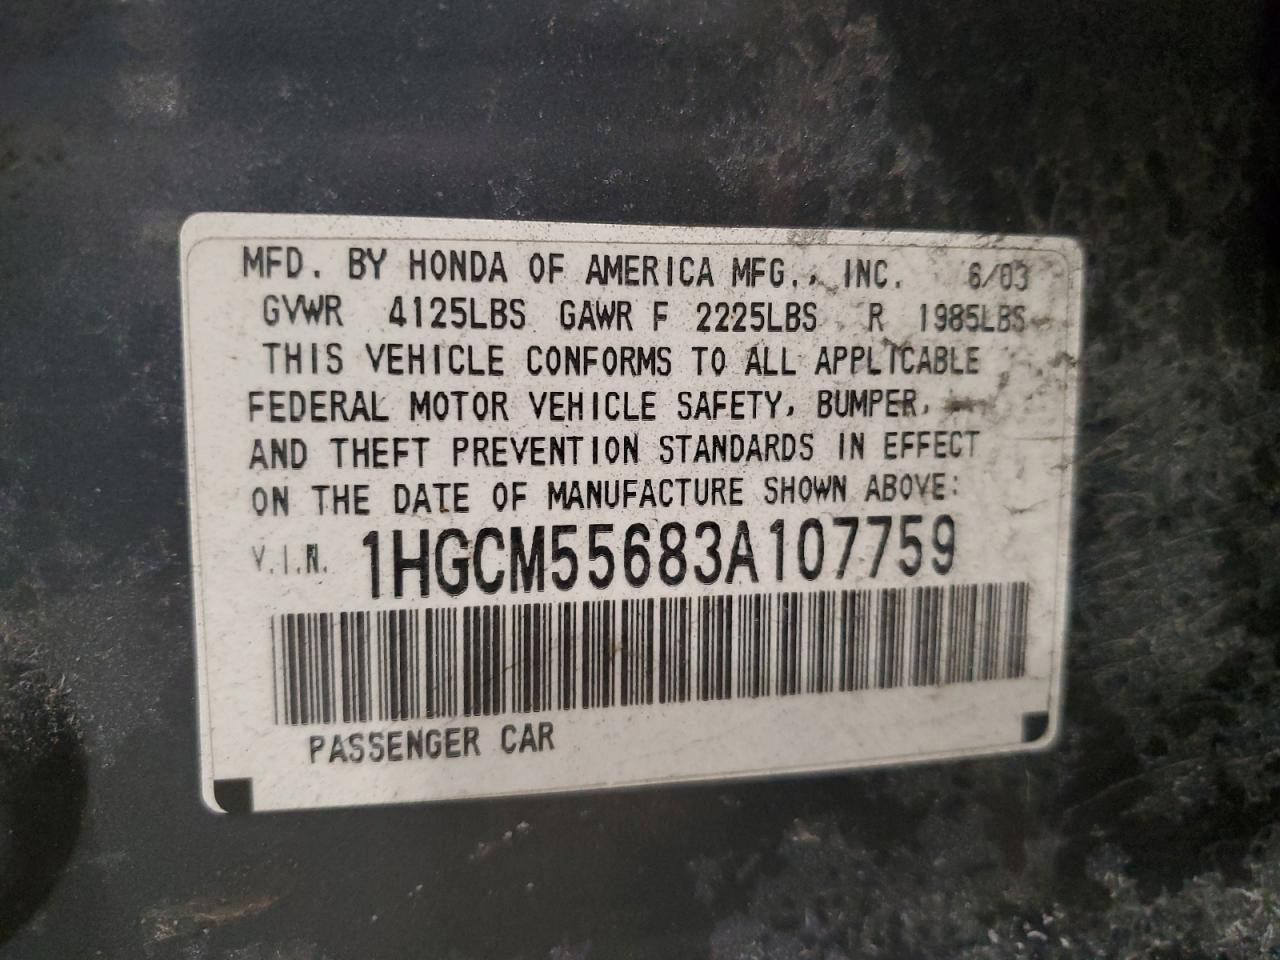 MFD. BY HONDA OF AMERICA MFG., INC. 6/03
GVWR 4125LBS GAWR F 2225LBS R 1985LBS
THIS VEHICLE CONFORMS TO ALL APPLICABLE
FEDERAL MOTOR VEHICLE SAFETY, BUMPER,
AND THEFT PREVENTION STANDARDS IN EFFECT
ON THE DATE OF MANUFACTURE SHOWN ABOVE:
V.I.N. 1HGCM55683A107759
PASSENGER CAR